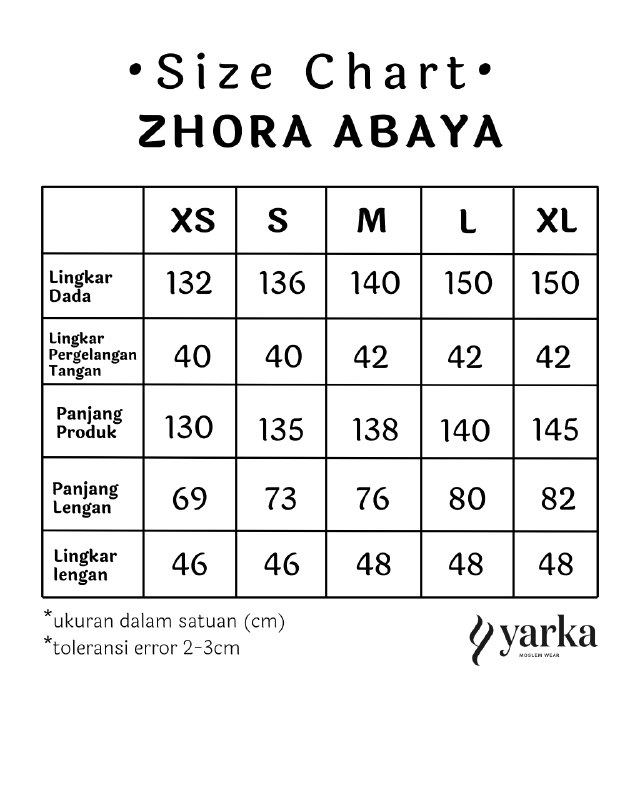 •Size Chart•
ZHORA ABAYA
XS S M L XL
Lingkar
Dada
132 136 140 150 150
Lingkar
Pergelangan
Tangan
40 40 42 42 42
Panjang
Produk
130 135 138 140 145
Panjang
Lengan
69 73 76 80 82
Lingkar
lengan
46 46 48 48 48
*ukuran dalam satuan (cm)
*toleransi error 2-3cm
yarka
MOSLEM WEAR